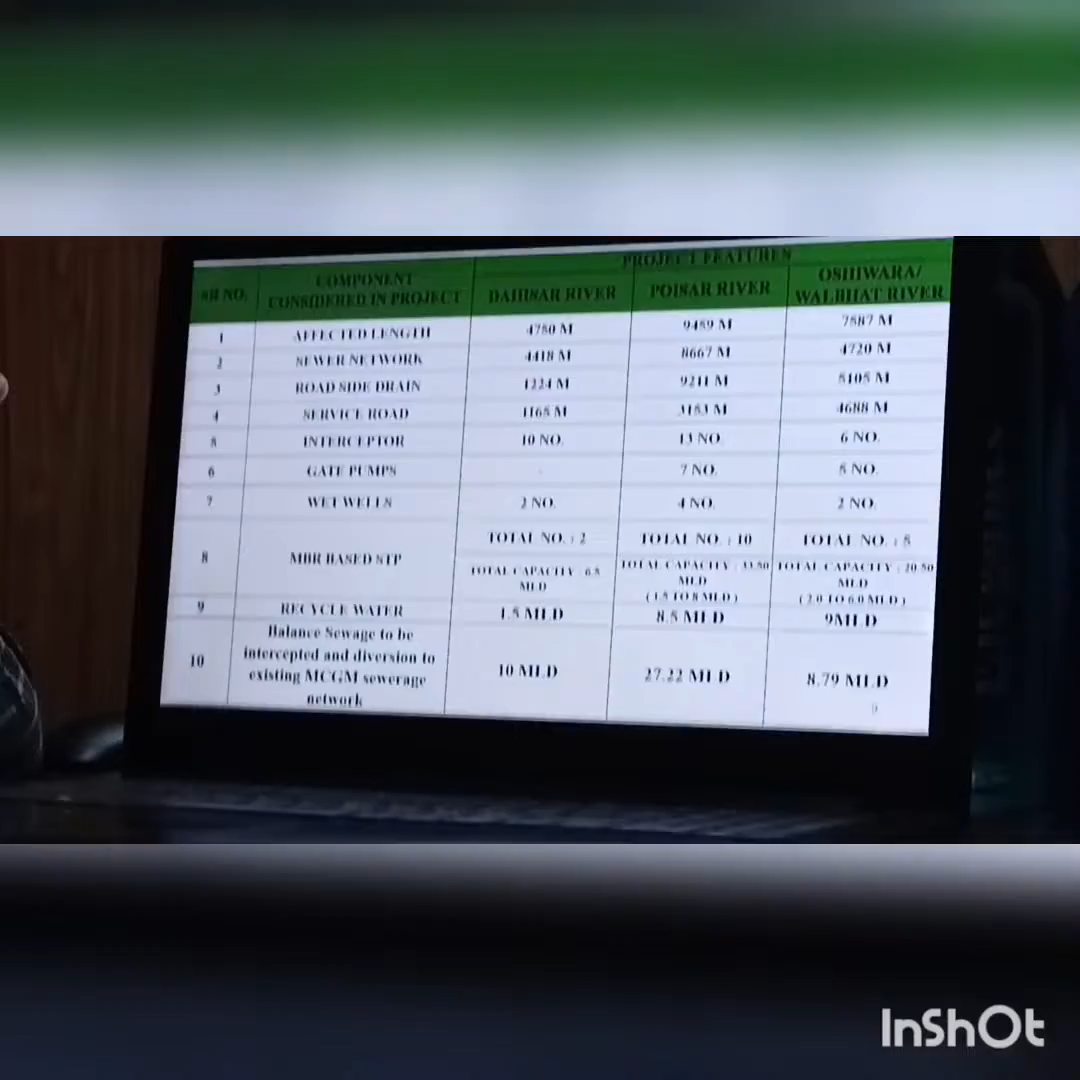 PROJECT FEATURES
SR NO. COMPONENT CONSIDERED IN PROJECT DAHISAR RIVER POISAR RIVER OSHIWARA/ WALBHAT RIVER
1 AFFECTED LENGTH 4750 M 9489 M 7587 M
2 SEWER NETWORK 4418 M 8667 M 4720 M
3 ROAD SIDE DRAIN 1224 M 9211 M 5105 M
4 SERVICE ROAD 1165 M 3153 M 4688 M
5 INTERCEPTOR 10 NO. 13 NO. 6 NO.
6 GATE PUMPS - 7 NO. 5 NO.
7 WET WELLS 2 NO. 4 NO. 2 NO.
8 MBR BASED STP
TOTAL NO. : 2 TOTAL NO. : 10 TOTAL NO. : 5
TOTAL CAPACITY : 6.5 MLD TOTAL CAPACITY : 33.50 MLD TOTAL CAPACITY : 20.50 MLD
(1.5 TO 8 MLD) (2.0 TO 6.0 MLD)
9 RECYCLE WATER 1.5 MLD 8.5 MLD 9MLD
10 Balance Sewage to be
intercepted and diversion to
existing MCGM sewerage
network
10 MLD 27.22 MLD 8.79 MLD
9
InShOt